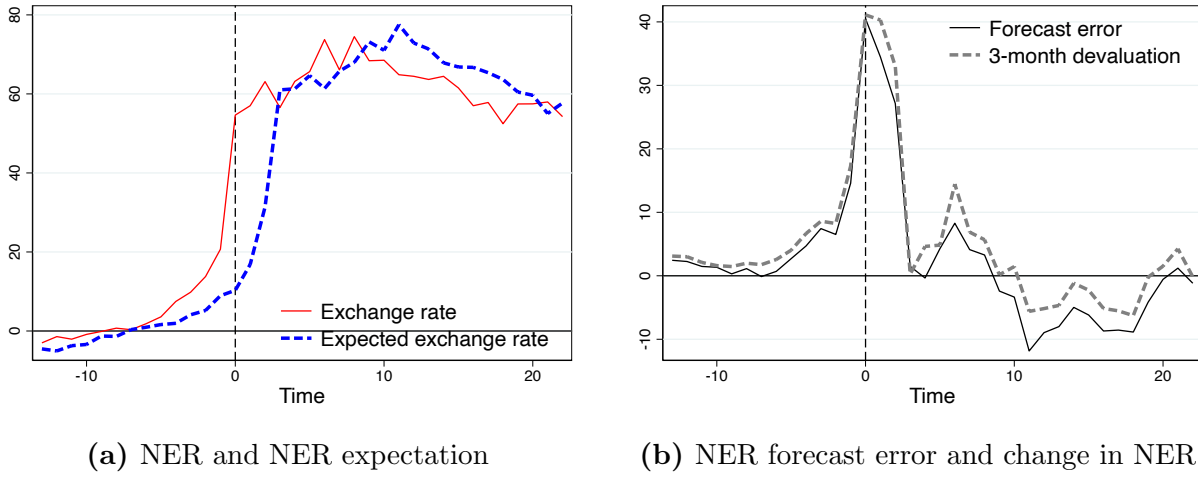 80
60
40
20
0
-10
0
10
20
Time
Exchange rate
Expected exchange rate
(a) NER and NER expectation
40
30
20
10
0
-10
-10
0
10
20
Time
Forecast error
3-month devaluation
(b) NER forecast error and change in NER